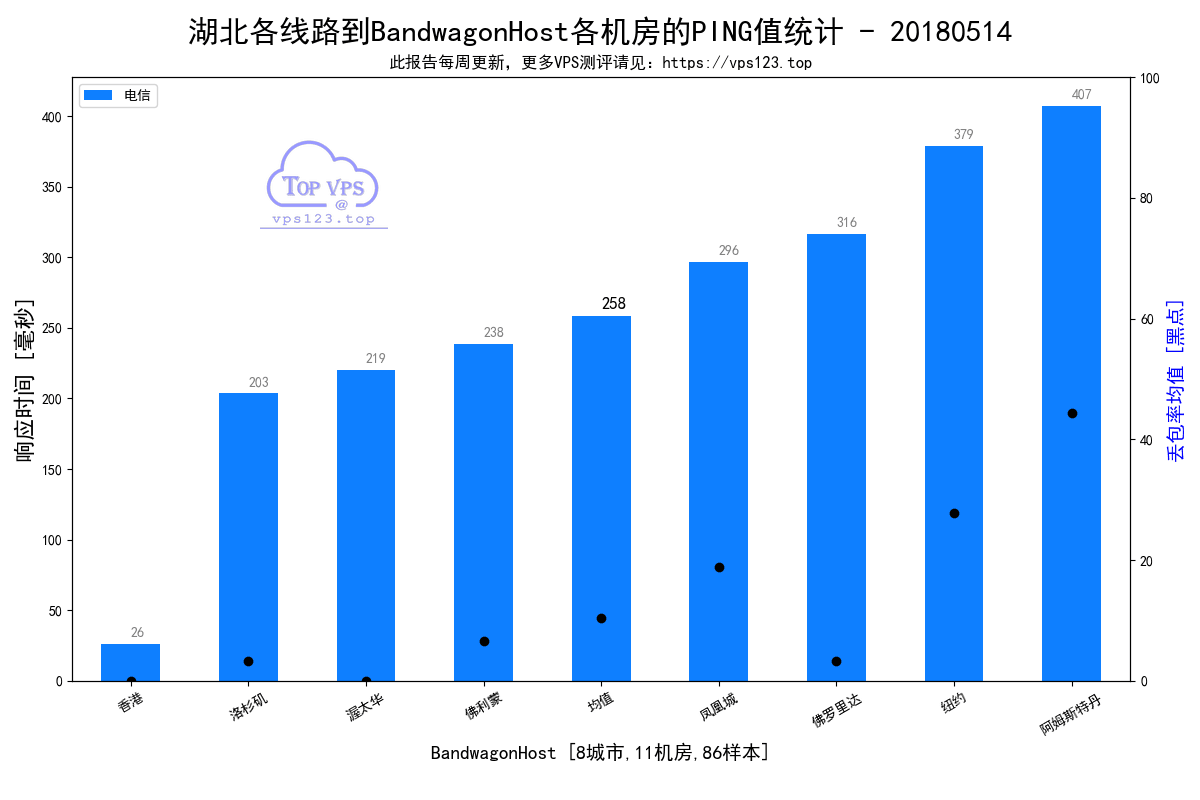 湖北各线路到BandwagonHost各机房的PING值统计 - 20180514
此报告每周更新，更多VPS测评请见：https://vps123.top
电信
TOP VPS
@
vps123.top
响应时间 [毫秒]
400
350
300
250
200
150
100
50
0
26
203
219
238
258
296
316
379
407
100
80
60
40
20
0
丢包率均值 [黑点]
香港
洛杉矶
渥太华
佛利蒙
均值
凤凰城
佛罗里达
纽约
阿姆斯特丹
BandwagonHost [8城市,11机房,86样本]